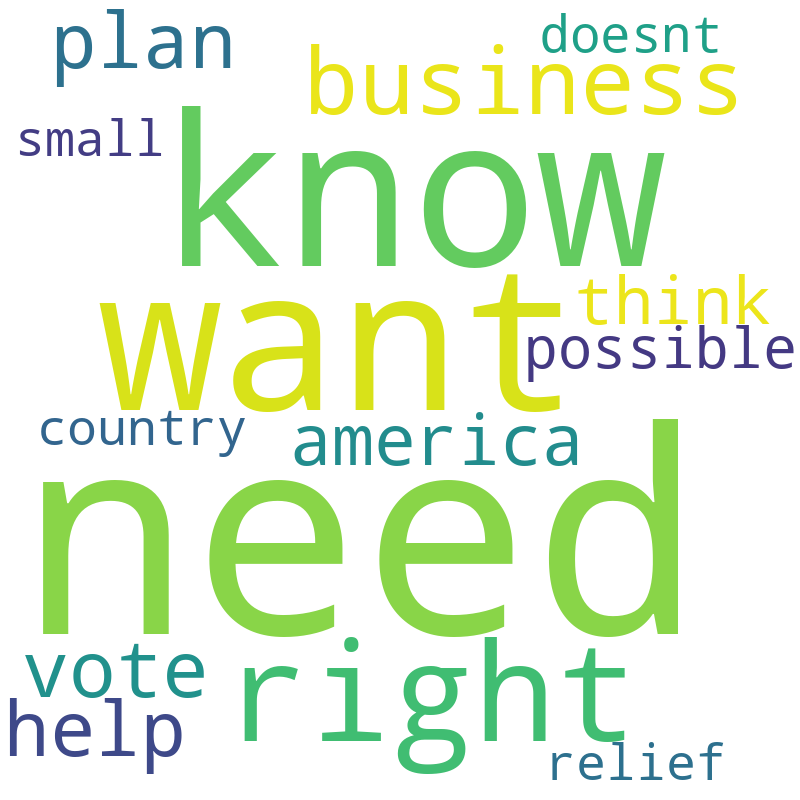 plan
doesnt
business
small
know
think
want
possible
country
america
need
vote
right
help
relief